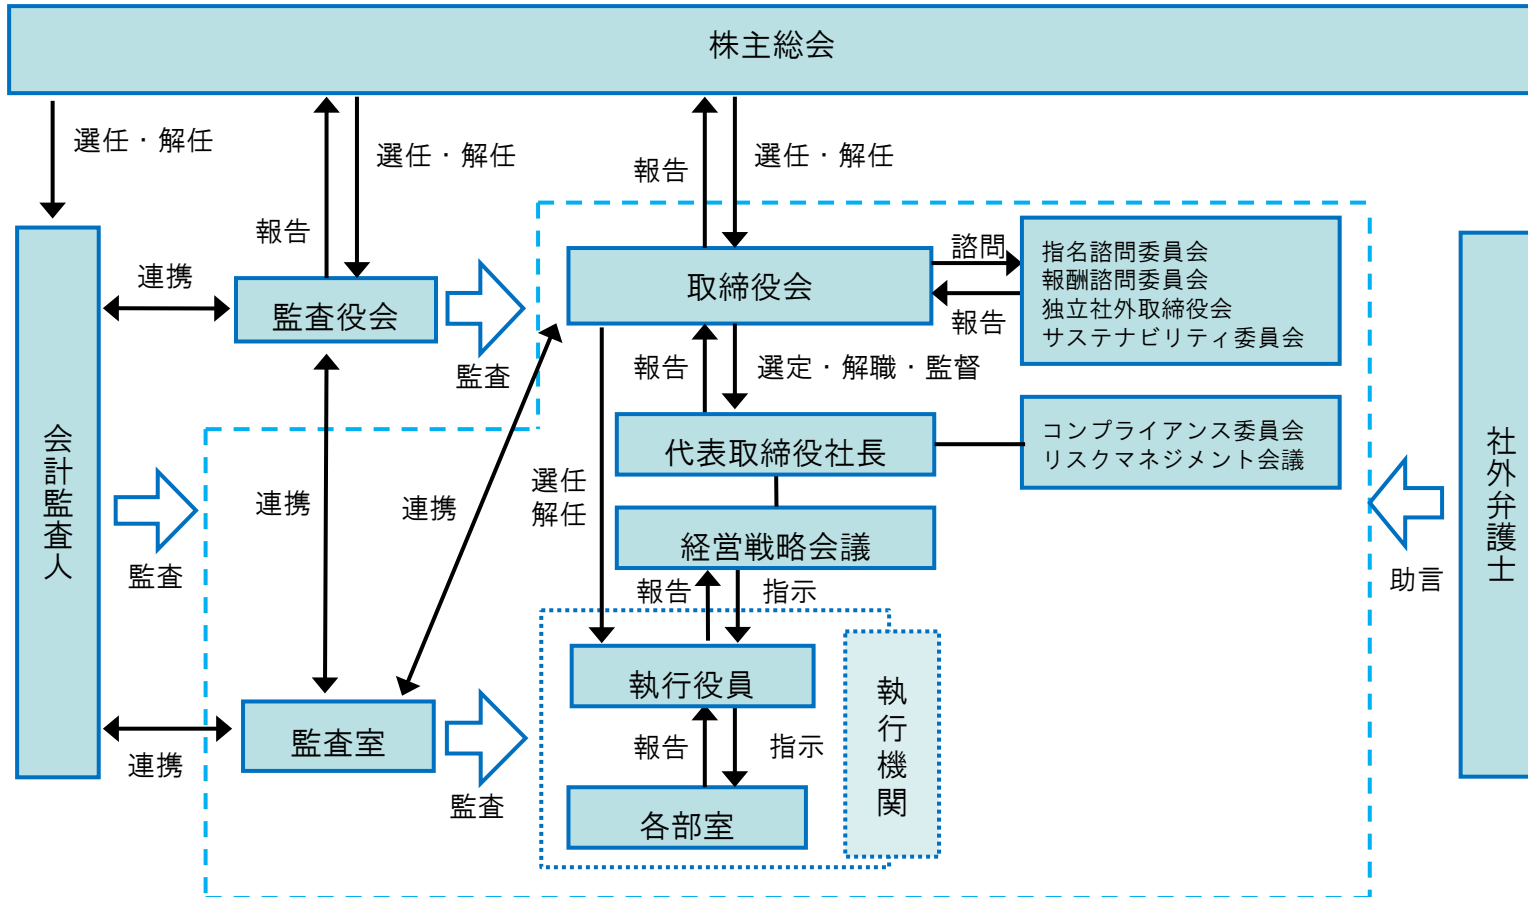 株主総会
選任・解任
選任・解任
報告
選任・解任
報告
諮問
指名諮問委員会
報酬諮問委員会
独立社外取締役会
サステナビリティ委員会
取締役会
連携
監査役会
報告
監査
報告
選定・解職・監督
代表取締役社長
コンプライアンス委員会
リスクマネジメント会議
会計監査人
社外弁護士
選任
解任
連携
連携
経営戦略会議
監査
助言
報告
指示
執行役員
執行機関
監査室
連携
報告
指示
監査
各部室